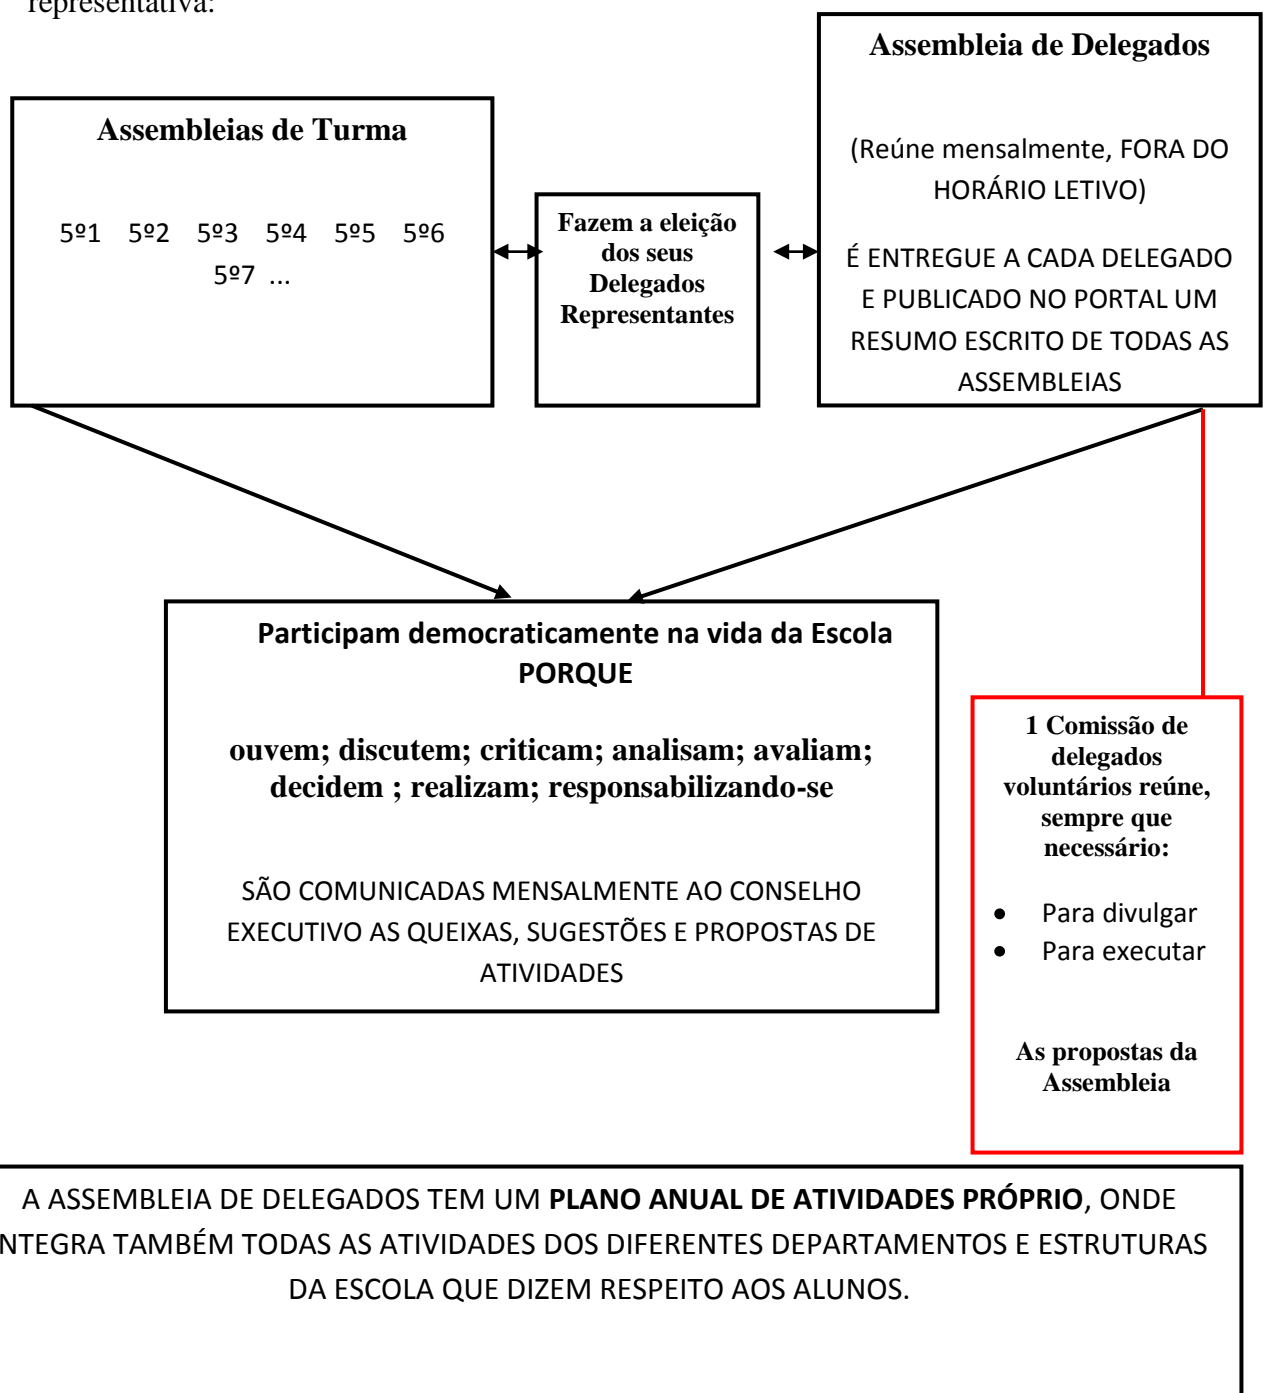 representativa:
Assembleias de Turma
5º1 5º2 5º3 5º4 5º5 5º6
5º7 ...
Fazem a eleição
dos seus
Delegados
Representantes
Assembleia de Delegados
(Reúne mensalmente, FORA DO
HORÁRIO LETIVO)
É ENTREGUE A CADA DELEGADO
E PUBLICADO NO PORTAL UM
RESUMO ESCRITO DE TODAS AS
ASSEMBLEIAS
Participam democraticamente na vida da Escola
PORQUE
ouvem; discutem; criticam; analisam; avaliam;
decidem ; realizam; responsabilizando-se
SÃO COMUNICADAS MENSALMENTE AO CONSELHO
EXECUTIVO AS QUEIXAS, SUGESTÕES E PROPOSTAS DE
ATIVIDADES
1 Comissão de
delegados
voluntários reúne,
sempre que
necessário:
• Para divulgar
• Para executar
As propostas da
Assembleia
A ASSEMBLEIA DE DELEGADOS TEM UM PLANO ANUAL DE ATIVIDADES PRÓPRIO, ONDE
NTEGRA TAMBÉM TODAS AS ATIVIDADES DOS DIFERENTES DEPARTAMENTOS E ESTRUTURAS
DA ESCOLA QUE DIZEM RESPEITO AOS ALUNOS.